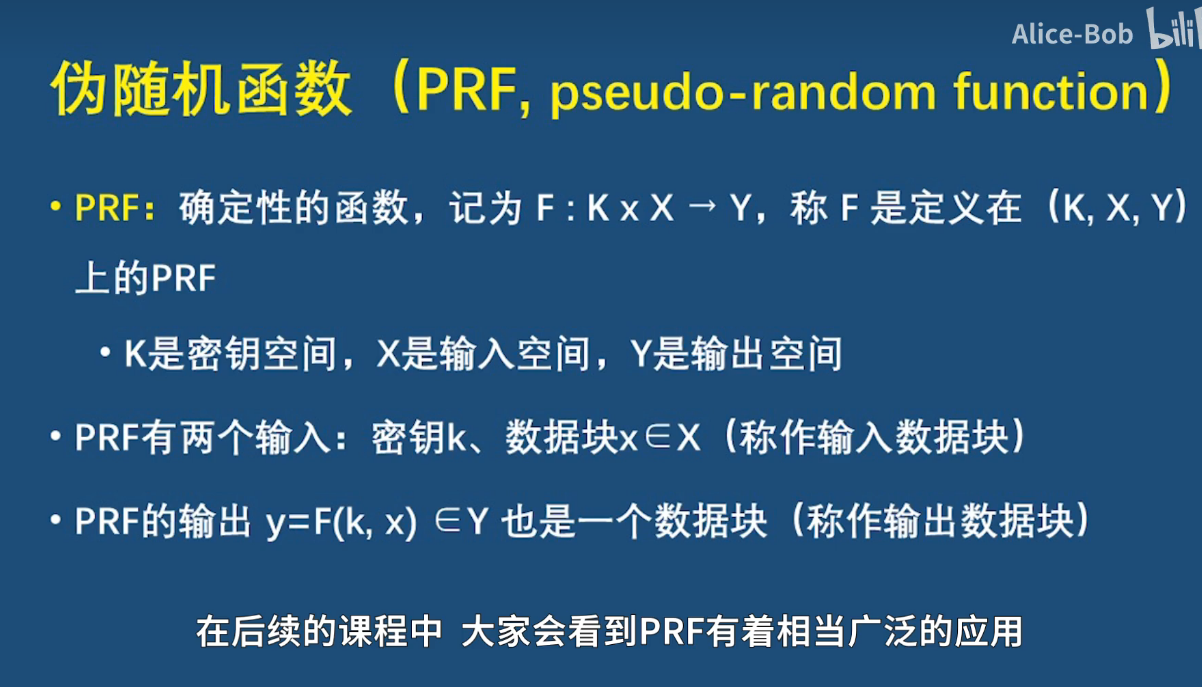 Alice-Bob bili
伪随机函数（PRF, pseudo-random function）
• PRF：确定性的函数，记为 F : K x X → Y，称 F 是定义在（K, X, Y）
上的PRF
• K是密钥空间，X是输入空间，Y是输出空间
• PRF有两个输入：密钥k、数据块x∈X（称作输入数据块）
• PRF的输出 y=F(k, x) ∈Y 也是一个数据块（称作输出数据块）
在后续的课程中 大家会看到PRF有着相当广泛的应用